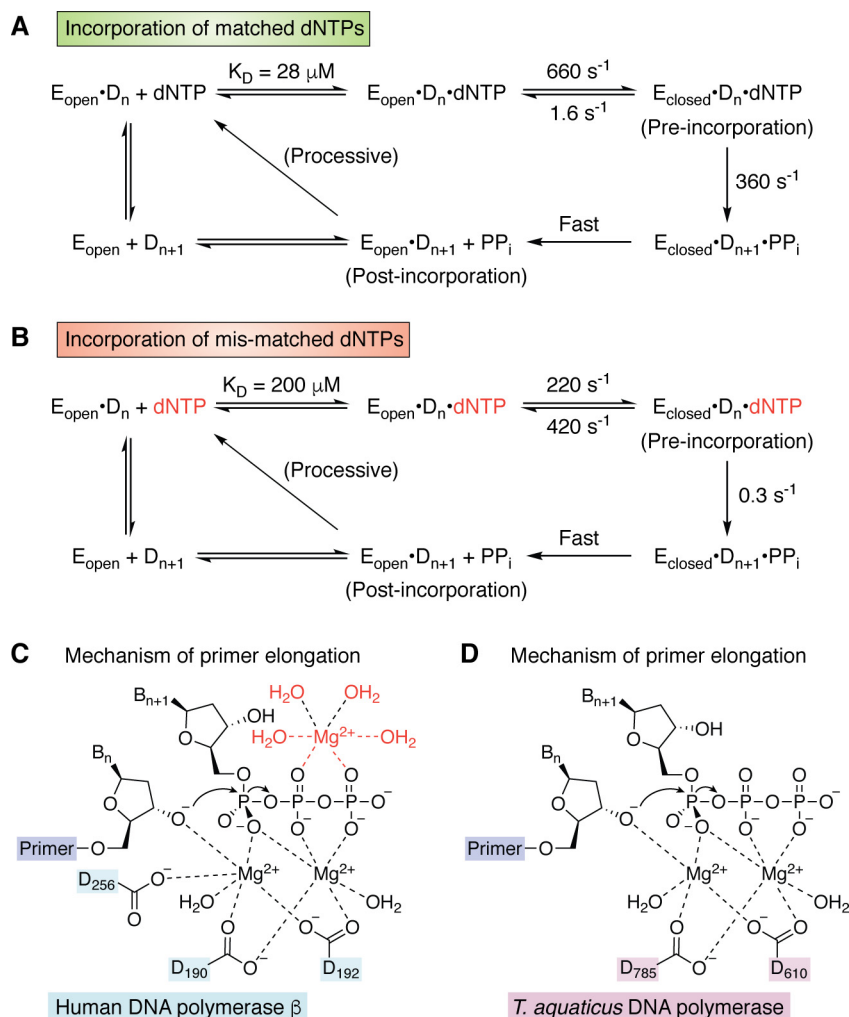 A
Incorporation of matched dNTPs
E_open•D_n + dNTP K_D = 28 μM E_open•D_n•dNTP 660 s⁻¹ 1.6 s⁻¹ E_closed•D_n•dNTP
(Pre-incorporation)
(Processive)
360 s⁻¹
E_open + D_n+1 E_open•D_n+1 + PP_i Fast E_closed•D_n+1•PP_i
(Post-incorporation)
B
Incorporation of mis-matched dNTPs
E_open•D_n + dNTP K_D = 200 μM E_open•D_n•dNTP 220 s⁻¹ 420 s⁻¹ E_closed•D_n•dNTP
(Pre-incorporation)
(Processive)
0.3 s⁻¹
E_open + D_n+1 E_open•D_n+1 + PP_i Fast E_closed•D_n+1•PP_i
(Post-incorporation)
C Mechanism of primer elongation
B_n+1 H₂O OH₂
OH
O H₂O Mg²⁺ OH₂
B_n
O O O
O O⁻ P O P O P O⁻
O O⁻ O⁻ O⁻
Primer O
D₂₅₆ O⁻ Mg²⁺ Mg²⁺
O H₂O OH₂
O O⁻ O
D₁₉₀ O⁻ D₁₉₂
Human DNA polymerase β
D Mechanism of primer elongation
B_n+1
OH
O
B_n
O O O
O O⁻ P O P O P O⁻
O O⁻ O⁻ O⁻
Primer O
Mg²⁺ Mg²⁺
H₂O OH₂
O O⁻ O
D₇₈₅ O⁻ D₆₁₀
T. aquaticus DNA polymerase